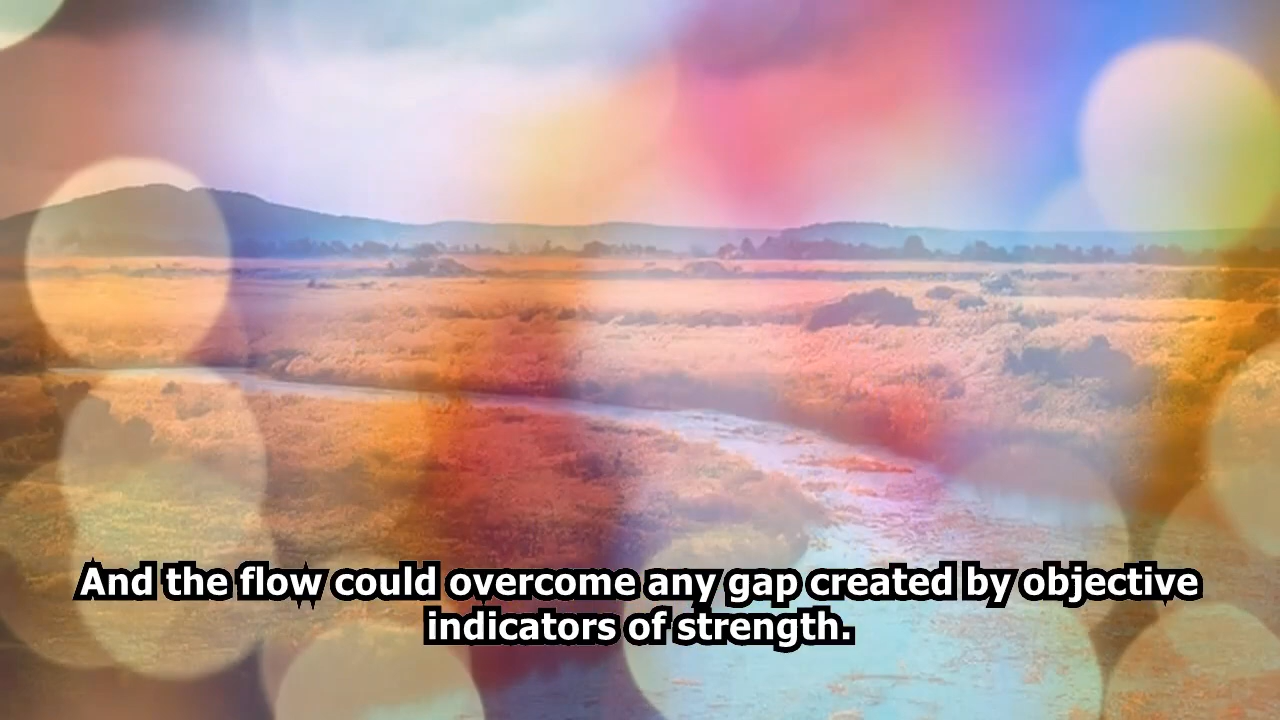 And the flow could overcome any gap created by objective
indicators of strength.